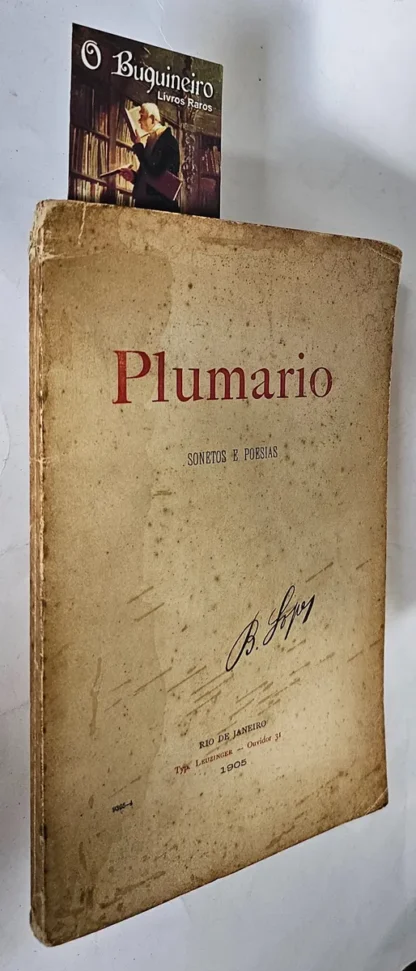 O Buquineiro
Livros Raros
Plumario
SONETOS E POESIAS
B. Lopes
RIO DE JANEIRO
Typ. LEUZINGER — Ouvidor 31
1905